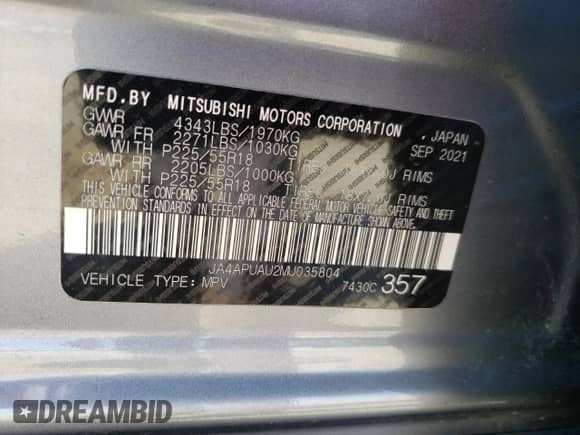 MFD.BY MITSUBISHI MOTORS CORPORATION, JAPAN
GVWR 4343LBS/1970KG SEP 2021
GAWR FR 2271LBS/1030KG
WITH P225/55R18 RIMS
GAWR RR 2205LBS/1000KG
WITH P225/55R18 RIMS
THIS VEHICLE CONFORMS TO ALL APPLICABLE FEDERAL MOTOR VEHICLE SAFETY AND THEFT
PREVENTION STANDARDS IN EFFECT ON THE DATE OF MANUFACTURE SHOWN ABOVE.
JA4APUAU2MJ035804
VEHICLE TYPE: MPV 7430C 357
DREAMBID